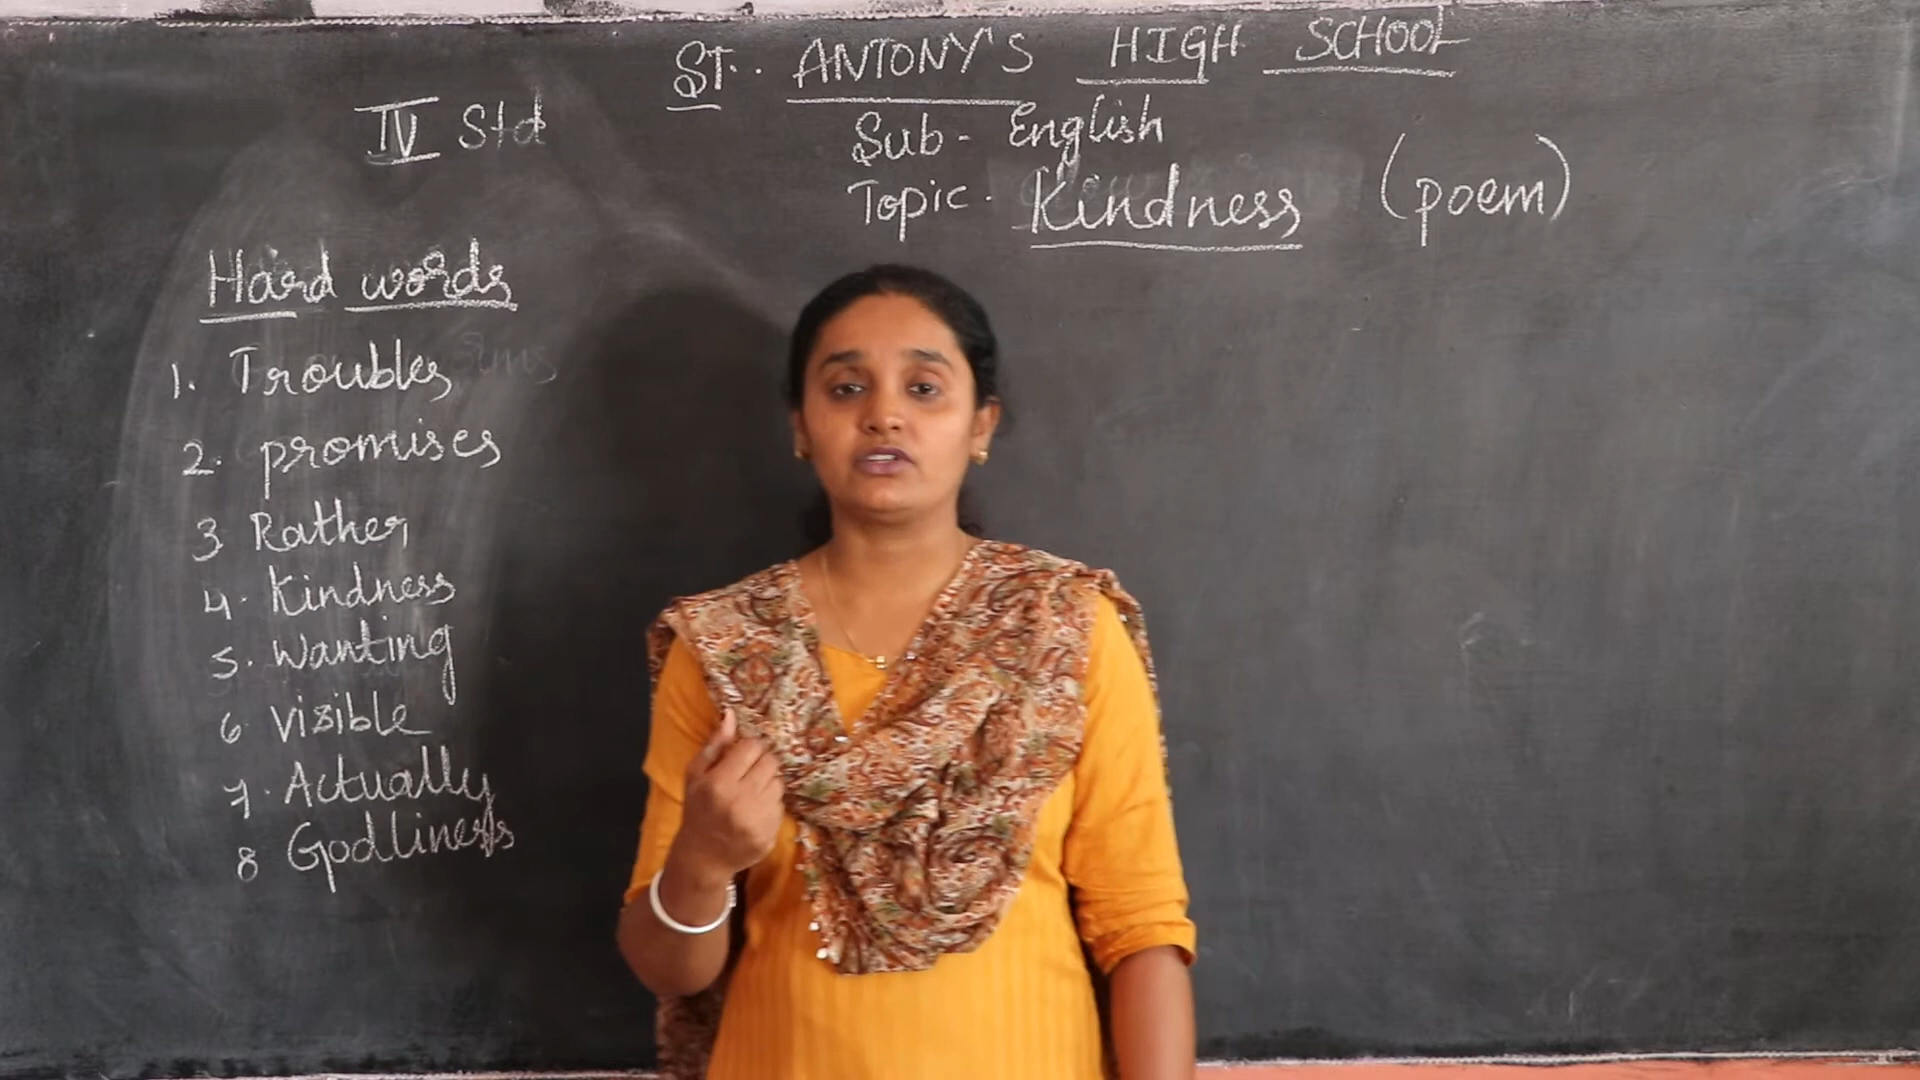 ST. ANTONY'S HIGH SCHOOL
IV Std
Sub - English
Topic. Kindness (poem)
Hard words
1. Troubles
2. promises
3 Rather
4. Kindness
5. Wanting
6 Visible
7. Actually
8 Godliness